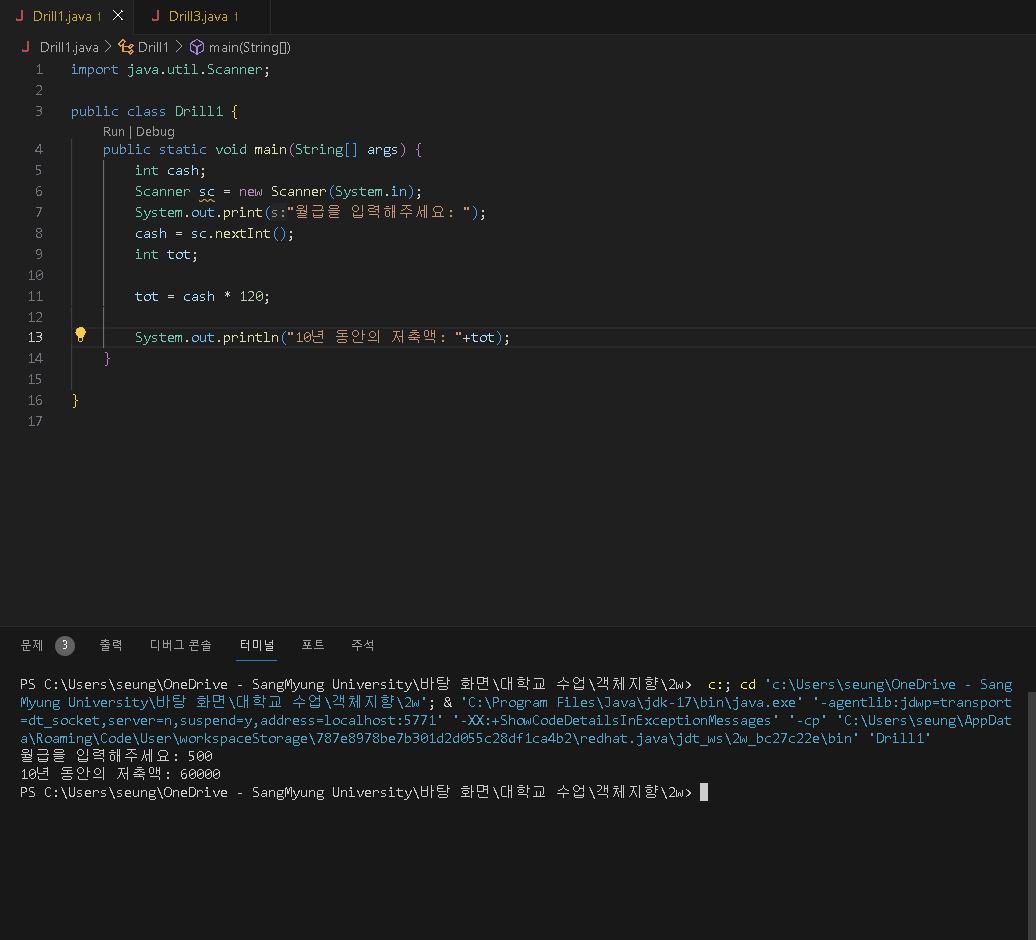 Drill1.java 1
Drill3.java 1
Drill1.java > Drill1 > main(String[])
1 import java.util.Scanner;
2
3 public class Drill1 {
Run | Debug
4 public static void main(String[] args) {
5 int cash;
6 Scanner sc = new Scanner(System.in);
7 System.out.print(s:"월급을 입력해주세요: ");
8 cash = sc.nextInt();
9 int tot;
10
11 tot = cash * 120;
12
13 System.out.println("10년 동안의 저축액: "+tot);
14 }
15
16 }
17
문제 3 출력 디버그 콘솔 터미널 포트 주석
PS C:\Users\seung\OneDrive - SangMyung University\바탕 화면\대학교 수업\객체지향\2w> c:; cd 'c:\Users\seung\OneDrive - Sang
Myung University\바탕 화면\대학교 수업\객체지향\2w'; & 'C:\Program Files\Java\jdk-17\bin\java.exe' '-agentlib:jdwp=transport
=dt_socket,server=n,suspend=y,address=localhost:5771' '-XX:+ShowCodeDetailsInExceptionMessages' '-cp' 'C:\Users\seung\AppDat
a\Roaming\Code\User\workspaceStorage\787e8978be7b301d2d055c28df1ca4b2\redhat.java\jdt_ws\2w_bc27c22e\bin' 'Drill1'
월급을 입력해주세요: 500
10년 동안의 저축액: 60000
PS C:\Users\seung\OneDrive - SangMyung University\바탕 화면\대학교 수업\객체지향\2w>